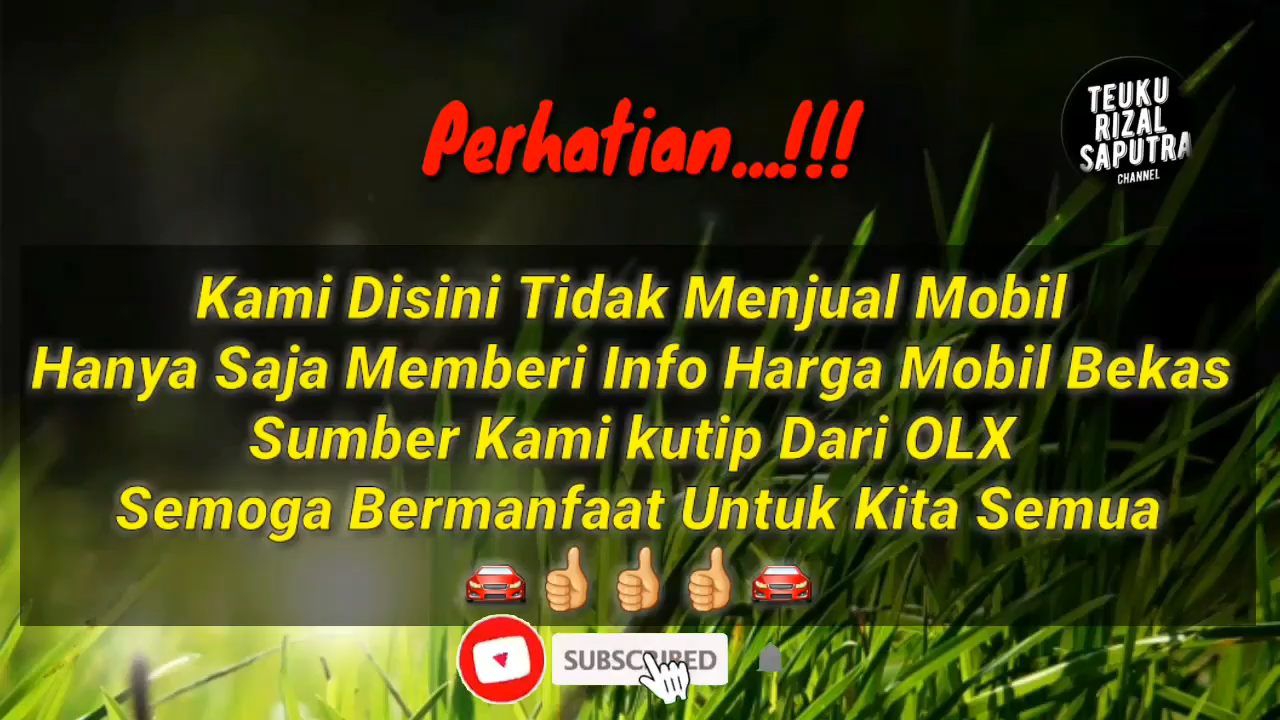 Perhatian....!!!
TEUKU
RIZAL
SAPUTRA
CHANNEL
Kami Disini Tidak Menjual Mobil
Hanya Saja Memberi Info Harga Mobil Bekas
Sumber Kami kutip Dari OLX
Semoga Bermanfaat Untuk Kita Semua
SUBSCRIBED